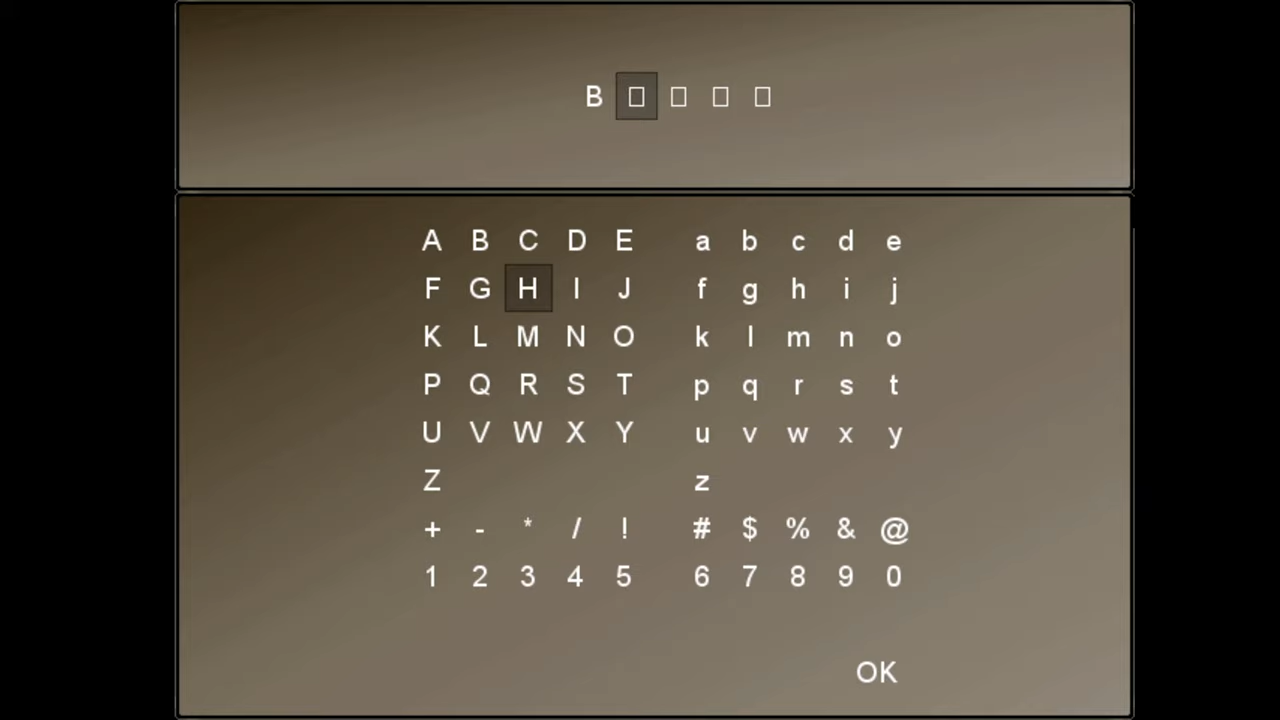 B □ □ □ □
A B C D E a b c d e
F G H I J f g h i j
K L M N O k l m n o
P Q R S T p q r s t
U V W X Y u v w x y
Z z
+ - * / ! # $ % & @
1 2 3 4 5 6 7 8 9 0
OK